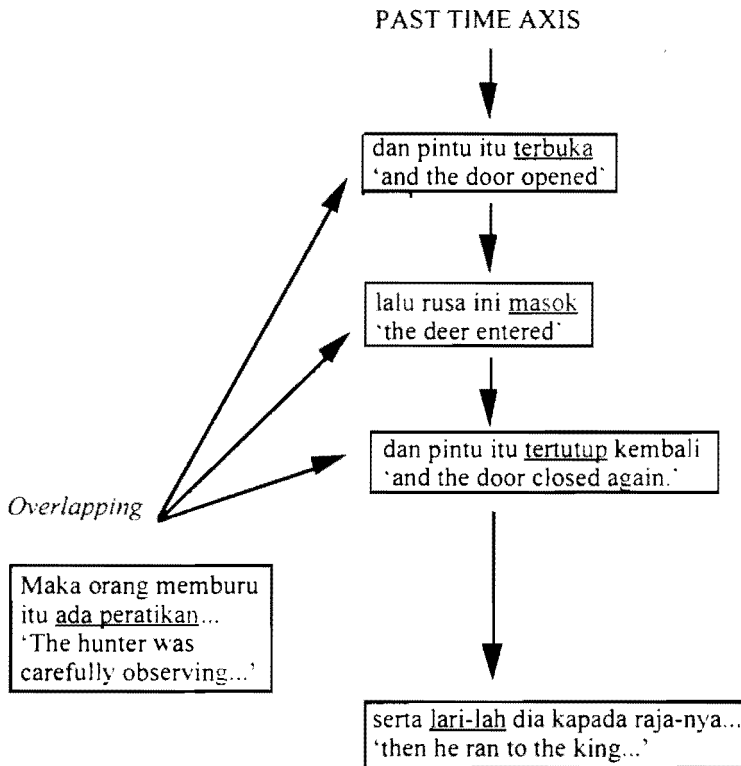 PAST TIME AXIS
dan pintu itu terbuka
‘and the door opened’
lalu rusa ini masok
‘the deer entered’
dan pintu itu tertutup kembali
‘and the door closed again.’
Overlapping
Maka orang memburu
itu ada peratikan...
‘The hunter was
carefully observing...’
serta lari-lah dia kapada raja-nya...
‘then he ran to the king...’